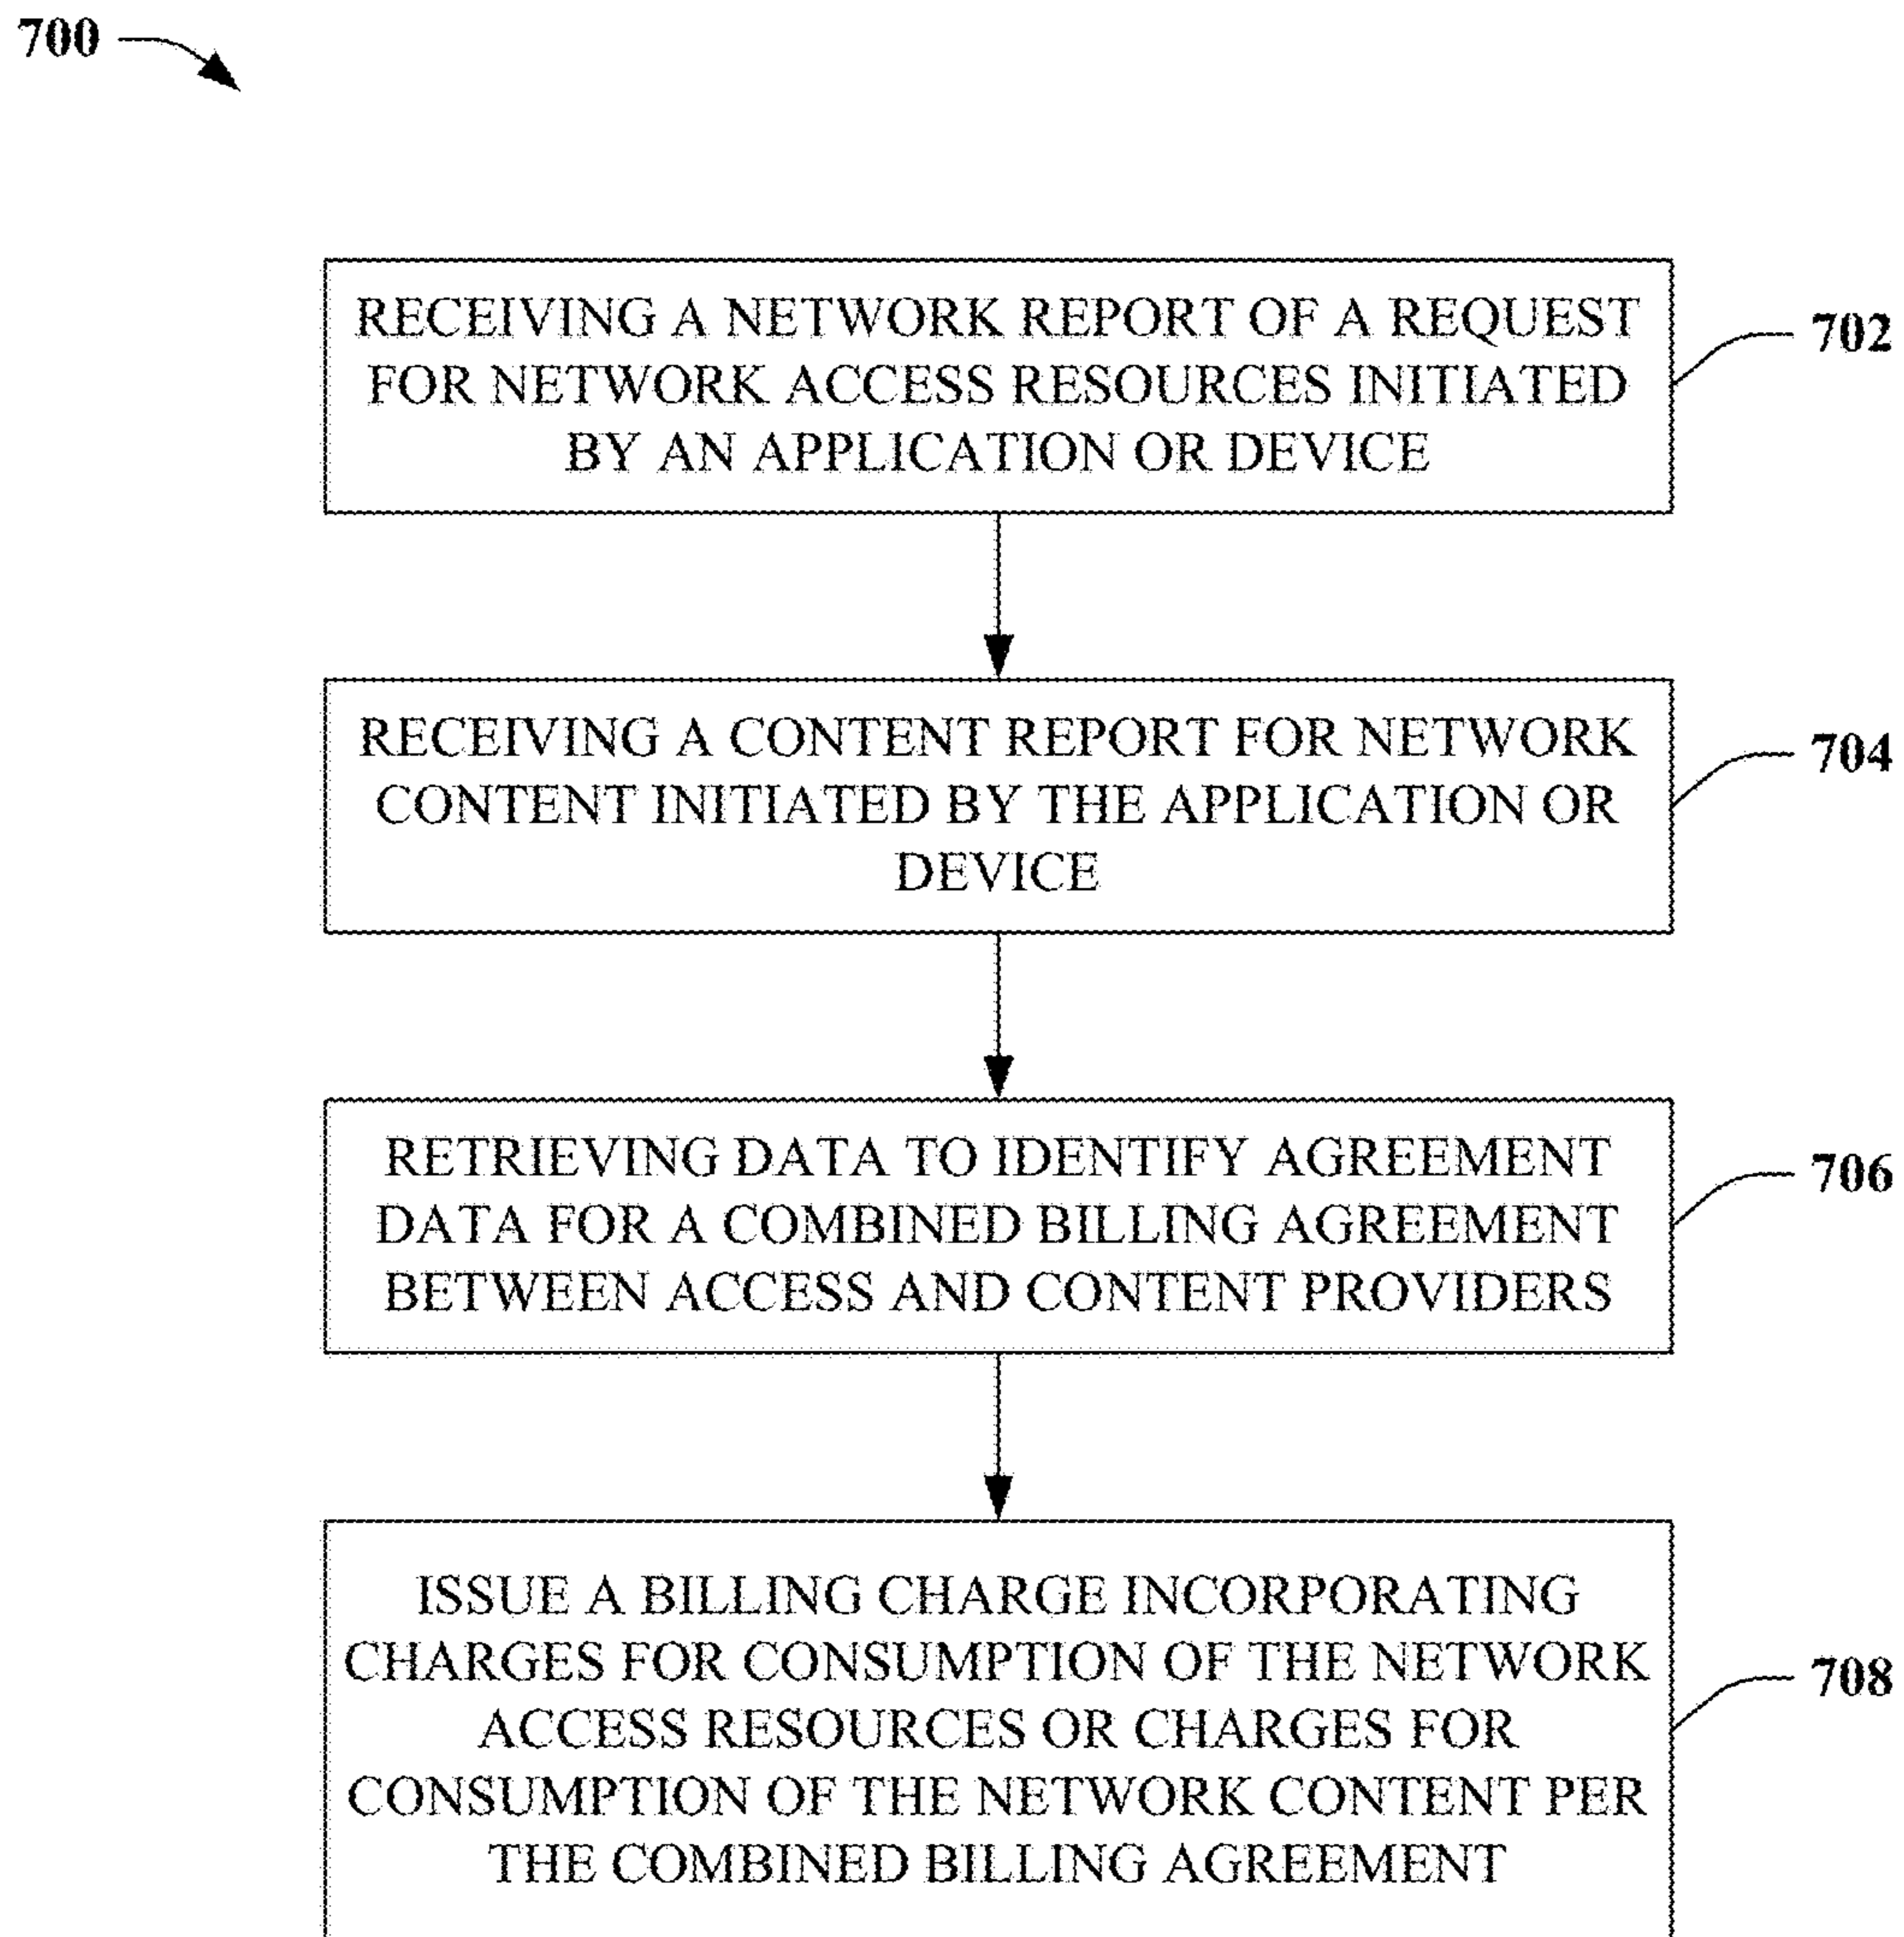 700
RECEIVING A NETWORK REPORT OF A REQUEST
FOR NETWORK ACCESS RESOURCES INITIATED
BY AN APPLICATION OR DEVICE
702
RECEIVING A CONTENT REPORT FOR NETWORK
CONTENT INITIATED BY THE APPLICATION OR
DEVICE
704
RETRIEVING DATA TO IDENTIFY AGREEMENT
DATA FOR A COMBINED BILLING AGREEMENT
BETWEEN ACCESS AND CONTENT PROVIDERS
706
ISSUE A BILLING CHARGE INCORPORATING
CHARGES FOR CONSUMPTION OF THE NETWORK
ACCESS RESOURCES OR CHARGES FOR
CONSUMPTION OF THE NETWORK CONTENT PER
THE COMBINED BILLING AGREEMENT
708